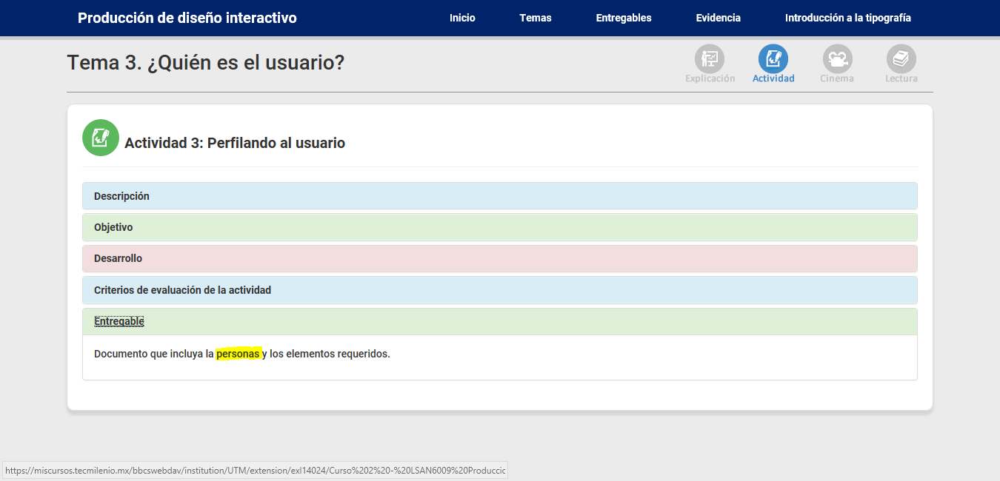 Producción de diseño interactivo
Inicio
Temas
Entregables
Evidencia
Introducción a la tipografía
Tema 3. ¿Quién es el usuario?
Explicación
Actividad
Cinema
Lectura
Actividad 3: Perfilando al usuario
Descripción
Objetivo
Desarrollo
Criterios de evaluación de la actividad
Entregable
Documento que incluya la personas y los elementos requeridos.
https://miscursos.tecmilenio.mx/bbcswebdav/institution/UTM/extension/exl14024/Curso%202%20-%20LSAN6009%20Produccic